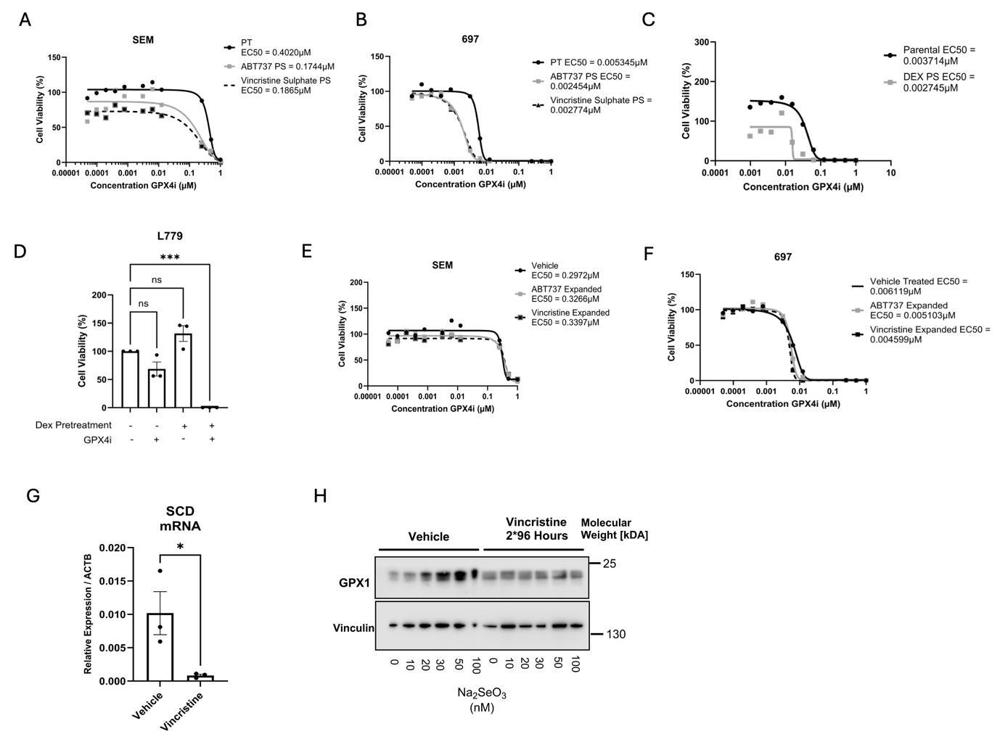 A
SEM
Cell Viability (%)
150
100
50
0
0.00001 0.0001 0.001 0.01 0.1 1
Concentration GPX4i (µM)
PT
EC50 = 0.4020µM
ABT737 PS = 0.1744µM
Vincristine Sulphate PS
EC50 = 0.1865µM
B
697
Cell Viability (%)
150
100
50
0
0.00001 0.0001 0.001 0.01 0.1 1
Concentration GPX4i (µM)
PT EC50 = 0.005345µM
ABT737 PS EC50 =
0.002454µM
Vincristine Sulphate PS =
0.002774µM
C
Cell Viability (%)
300
200
100
0
0.0001 0.001 0.01 0.1 1 10
Concentration GPX4i (µM)
Parental EC50 =
0.003714µM
DEX PS EC50 =
0.002745µM
D
L779
***
ns
ns
Cell Viability (%)
200
150
100
50
0
Dex Pretreatment - - + +
GPX4i - + - +
E
SEM
Cell Viability (%)
200
150
100
50
0
0.00001 0.0001 0.001 0.01 0.1 1
Concentration GPX4i (µM)
Vehicle
EC50 = 0.2972µM
ABT737 Expanded
EC50 = 0.3266µM
Vincristine Expanded
EC50 = 0.3397µM
F
697
Cell Viability (%)
150
100
50
0
0.00001 0.0001 0.001 0.01 0.1 1
Concentration GPX4i (µM)
Vehicle Treated EC50 =
0.006119µM
ABT737 Expanded
EC50 = 0.005103µM
Vincristine Expanded EC50 =
0.004599µM
G
SCD
mRNA
*
Relative Expression / ACTB
0.020
0.015
0.010
0.005
0.000
Vehicle
Vincristine
H
Vehicle
Vincristine
2*96 Hours
Molecular
Weight [kDA]
GPX1
25
Vinculin
130
0 10 20 30 50 100 0 10 20 30 50 100
Na₂SeO₃
(nM)